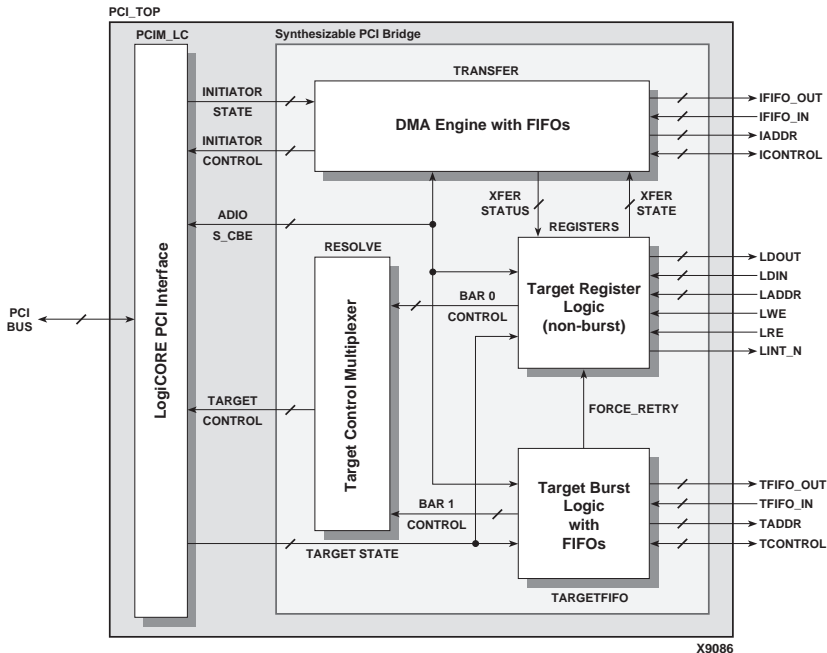 PCI_TOP
PCIM_LC
Synthesizable PCI Bridge
TRANSFER
INITIATOR
STATE
INITIATOR
CONTROL
DMA Engine with FIFOs
IFIFO_OUT
IFIFO_IN
IADDR
ICONTROL
XFER
STATUS
XFER
STATE
ADIO
S_CBE
RESOLVE
REGISTERS
LogiCORE PCI Interface
Target Control Multiplexer
BAR 0
CONTROL
Target Register
Logic
(non-burst)
LDOUT
LDIN
LADDR
LWE
LRE
LINT_N
PCI
BUS
TARGET
CONTROL
FORCE_RETRY
BAR 1
CONTROL
Target Burst
Logic
with
FIFOs
TFIFO_OUT
TFIFO_IN
TADDR
TCONTROL
TARGET STATE
TARGETFIFO
X9086